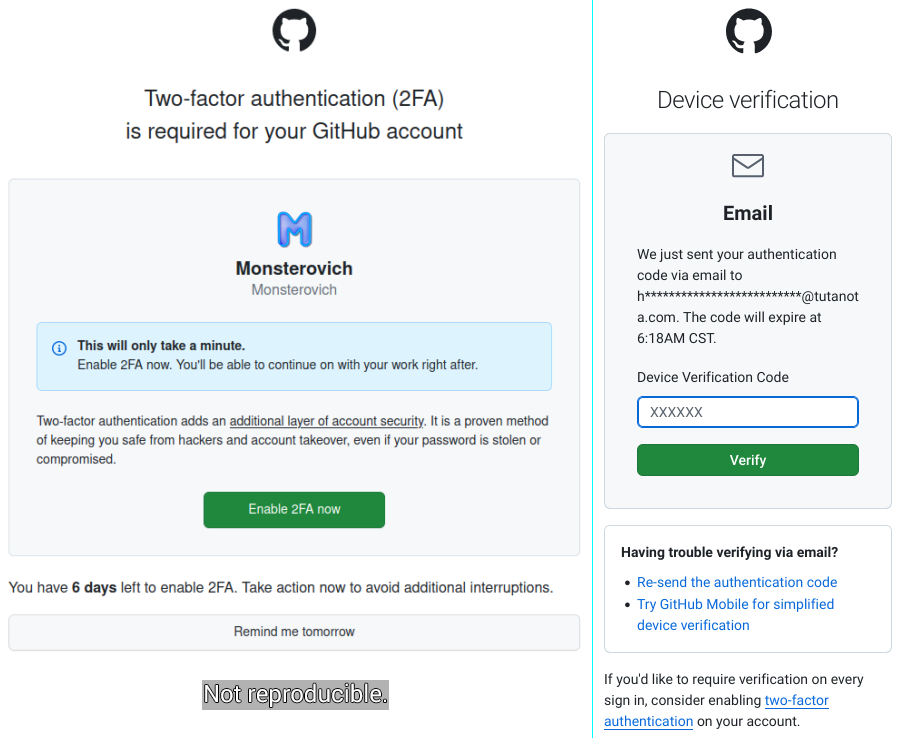 Two-factor authentication (2FA)
is required for your GitHub account
Monsterovich
Monsterovich
This will only take a minute.
Enable 2FA now. You'll be able to continue on with your work right after.
Two-factor authentication adds an additional layer of account security. It is a proven method
of keeping you safe from hackers and account takeover, even if your password is stolen or
compromised.
Enable 2FA now
You have 6 days left to enable 2FA. Take action now to avoid additional interruptions.
Remind me tomorrow
Not reproducible.
Device verification
Email
We just sent your authentication
code via email to
h**************************@tutanot
a.com. The code will expire at
6:18AM CST.
Device Verification Code
XXXXXX
Verify
Having trouble verifying via email?
• Re-send the authentication code
• Try GitHub Mobile for simplified
device verification
If you'd like to require verification on every
sign in, consider enabling two-factor
authentication on your account.